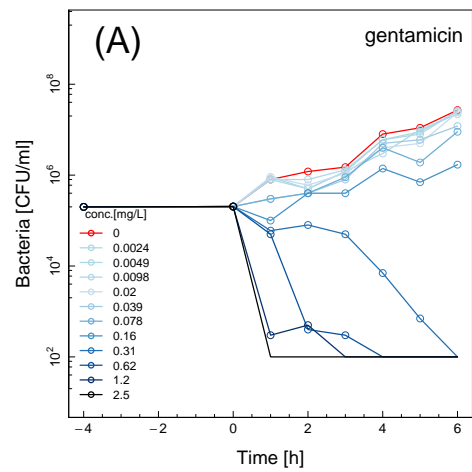 (A)
gentamicin
Bacteria [CFU/ml]
10^8
10^6
10^4
10^2
conc.[mg/L]
0
0.0024
0.0049
0.0098
0.02
0.039
0.078
0.16
0.31
0.62
1.2
2.5
−4 −2 0 2 4 6
Time [h]